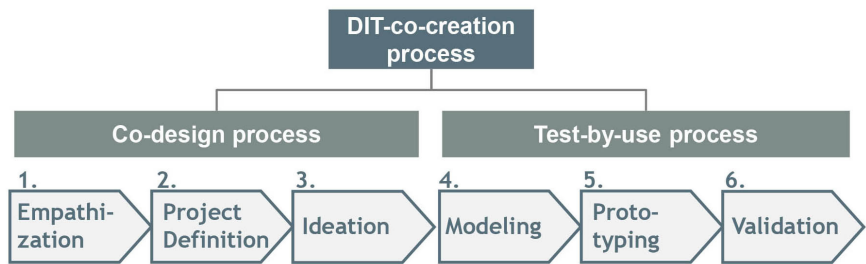 DIT-co-creation
process
Co-design process
Test-by-use process
1.
Empathi-
zation
2.
Project
Definition
3.
Ideation
4.
Modeling
5.
Proto-
typing
6.
Validation